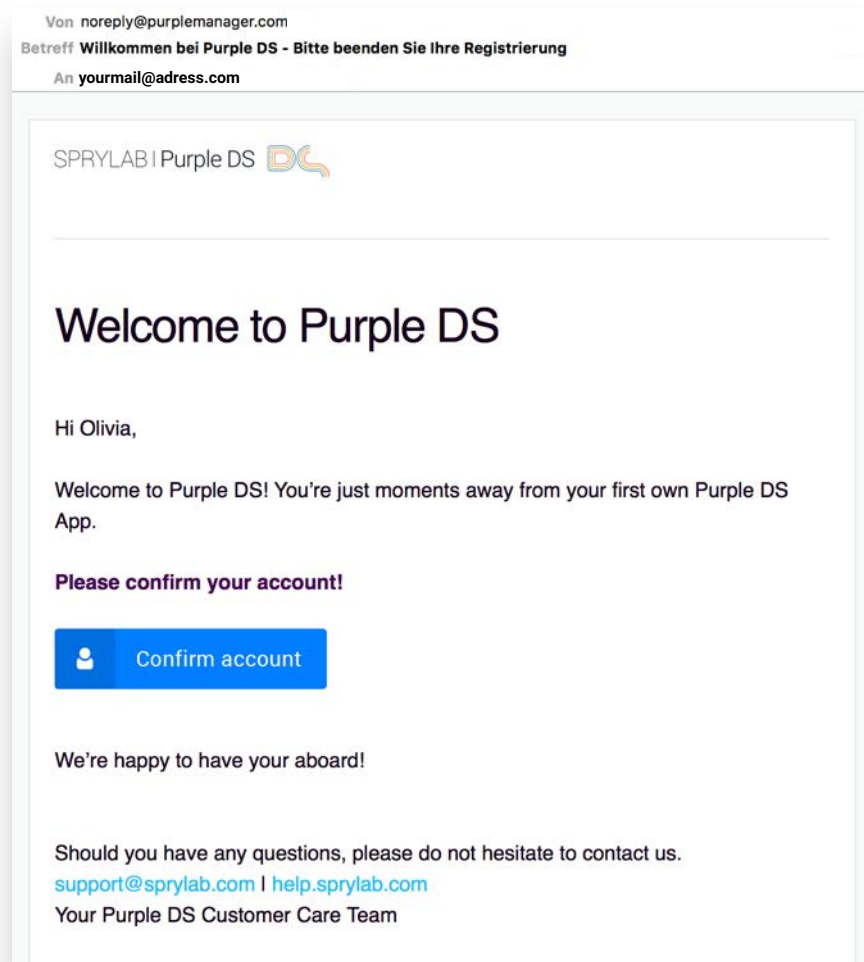 Von noreply@purplemanager.com
Betreff Willkommen bei Purple DS - Bitte beenden Sie Ihre Registrierung
An yourmail@adress.com
SPRYLAB | Purple DS DS
Welcome to Purple DS
Hi Olivia,
Welcome to Purple DS! You're just moments away from your first own Purple DS
App.
Please confirm your account!
Confirm account
We're happy to have your aboard!
Should you have any questions, please do not hesitate to contact us.
support@sprylab.com | help.sprylab.com
Your Purple DS Customer Care Team